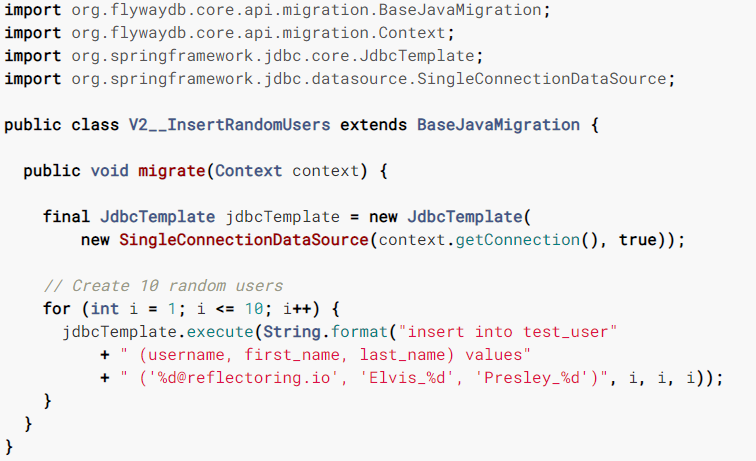 import org.flywaydb.core.api.migration.BaseJavaMigration;
import org.flywaydb.core.api.migration.Context;
import org.springframework.jdbc.core.JdbcTemplate;
import org.springframework.jdbc.datasource.SingleConnectionDataSource;

public class V2__InsertRandomUsers extends BaseJavaMigration {

  public void migrate(Context context) {

    final JdbcTemplate jdbcTemplate = new JdbcTemplate(
        new SingleConnectionDataSource(context.getConnection(), true));

    // Create 10 random users
    for (int i = 1; i <= 10; i++) {
      jdbcTemplate.execute(String.format("insert into test_user"
          + " (username, first_name, last_name) values"
          + " ('%d@reflectoring.io', 'Elvis_%d', 'Presley_%d')", i, i, i));
    }
  }
}